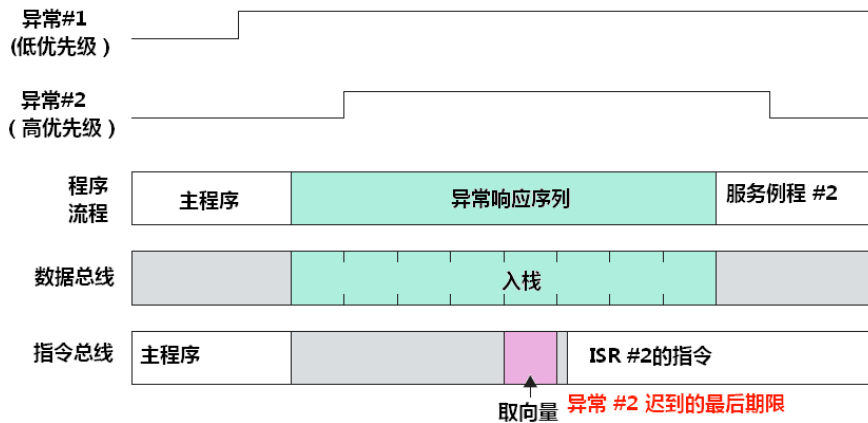 异常#1
(低优先级）
异常#2
（高优先级）
程序
流程
主程序
异常响应序列
服务例程 #2
数据总线
入栈
指令总线
主程序
ISR #2的指令
取向量
异常 #2 迟到的最后期限